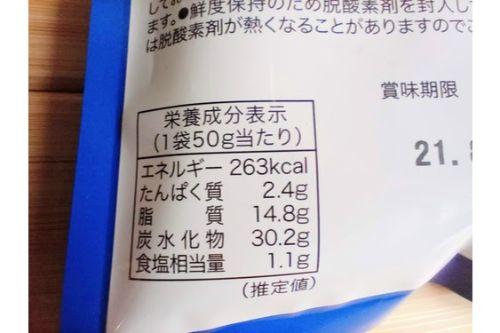 ます。●鮮度保持のため脱酸素剤を封入し
は脱酸素剤が熱くなることがありますのでご
賞味期限
21.
栄養成分表示
(1袋50g当たり)
エネルギー 263kcal
たんぱく質 2.4g
脂質 14.8g
炭水化物 30.2g
食塩相当量 1.1g
(推定値)